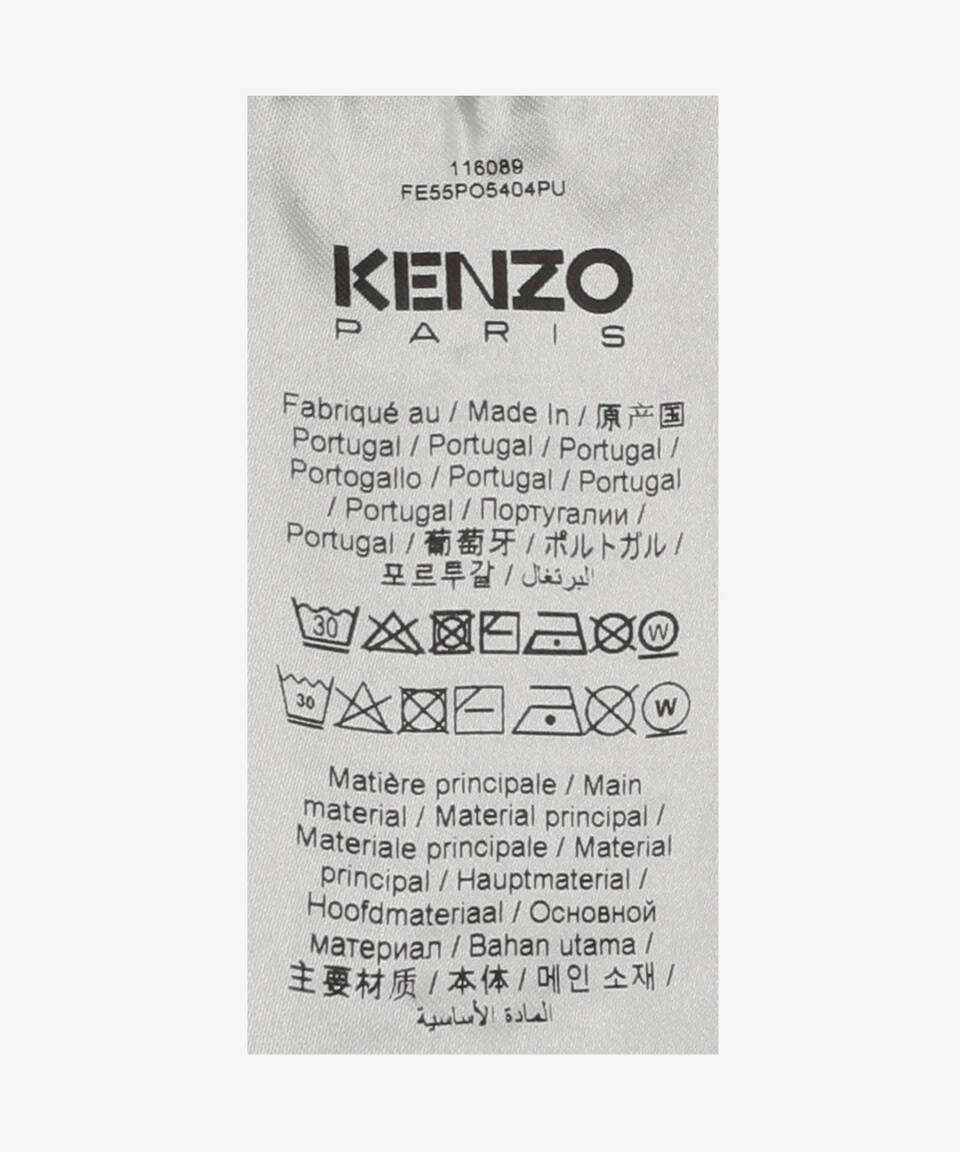 116089
FE55PO5404PU
KENZO
PARIS
Fabriqué au / Made In / 原产国
Portugal / Portugal / Portugal /
Portogallo / Portugal / Portugal
/ Portugal / Португалии /
Portugal / 葡萄牙 / ポルトガル /
포르투갈 / البرتغال
30 W
30 W
Matière principale / Main
material / Material principal /
Materiale principale / Material
principal / Hauptmaterial /
Hoofdmateriaal / Основной
материал / Bahan utama /
主要材质 / 本体 / 메인 소재 /
المادة الأساسية